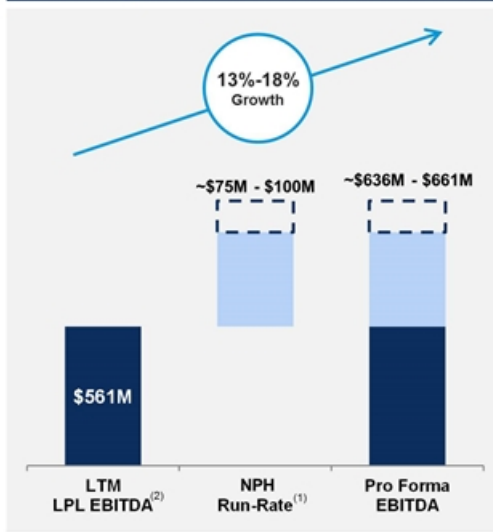 13%-18%
Growth
~$75M - $100M
~$636M - $661M
$561M
LTM
LPL EBITDA(2)
NPH
Run-Rate(1)
Pro Forma
EBITDA